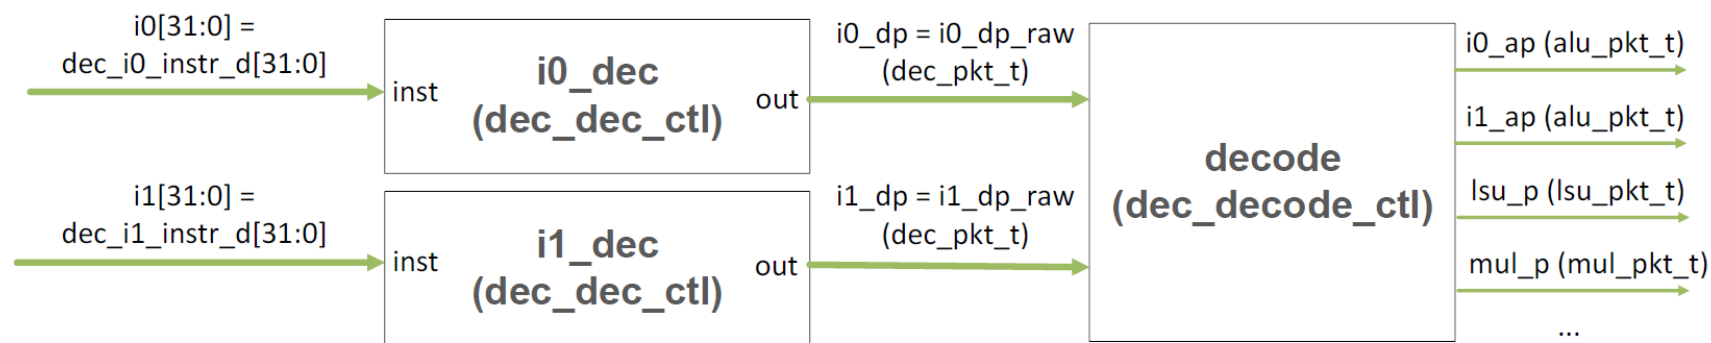 i0[31:0] =
dec_i0_instr_d[31:0]
inst
i0_dec
(dec_dec_ctl)
out
i0_dp = i0_dp_raw
(dec_pkt_t)
i1[31:0] =
dec_i1_instr_d[31:0]
inst
i1_dec
(dec_dec_ctl)
out
i1_dp = i1_dp_raw
(dec_pkt_t)
decode
(dec_decode_ctl)
i0_ap (alu_pkt_t)
i1_ap (alu_pkt_t)
lsu_p (lsu_pkt_t)
mul_p (mul_pkt_t)
...